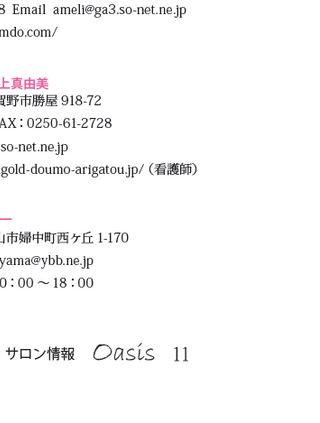 8 Email ameli@ga3.so-net.ne.jp
mdo.com/
上真由美
賀野市勝屋 918-72
AX：0250-61-2728
so-net.ne.jp
gold-doumo-arigatou.jp/（看護師）
ー
山市婦中町西ヶ丘 1-170
yama@ybb.ne.jp
0：00 〜 18：00
サロン情報 Oasis 11